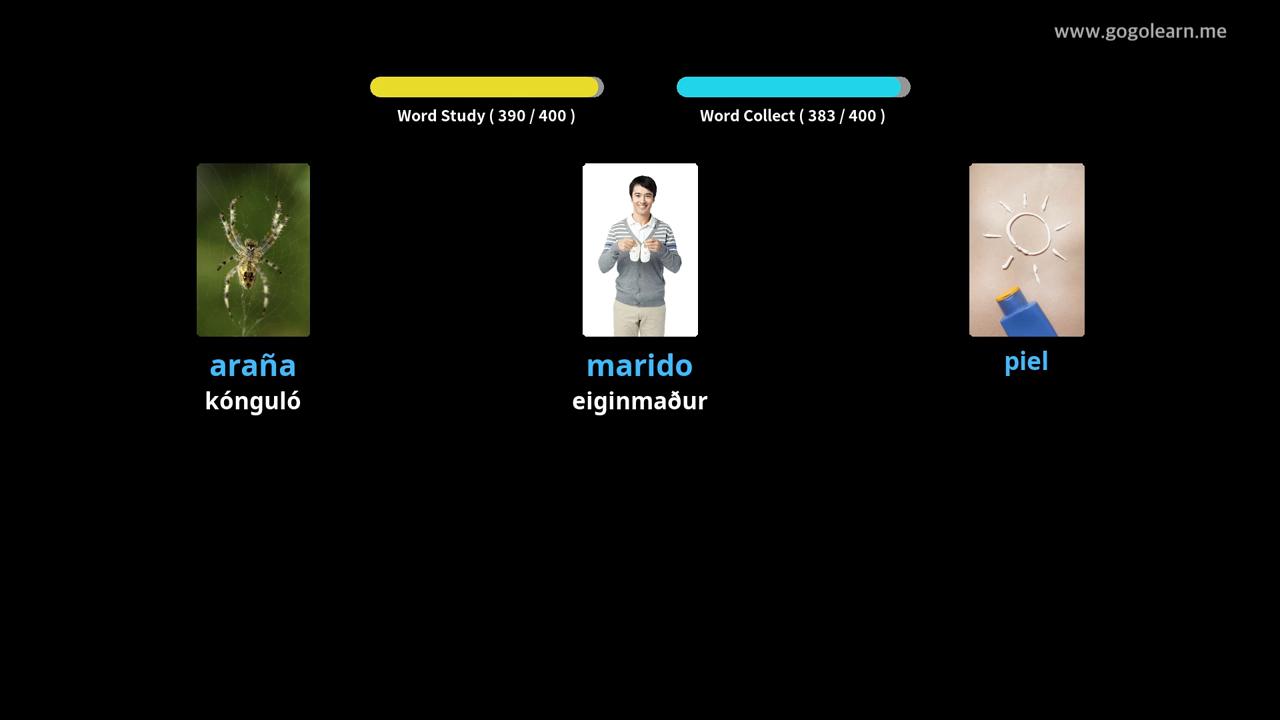 www.gogolearn.me
Word Study ( 390 / 400 )
Word Collect ( 383 / 400 )
araña
kónguló
marido
eiginmaður
piel